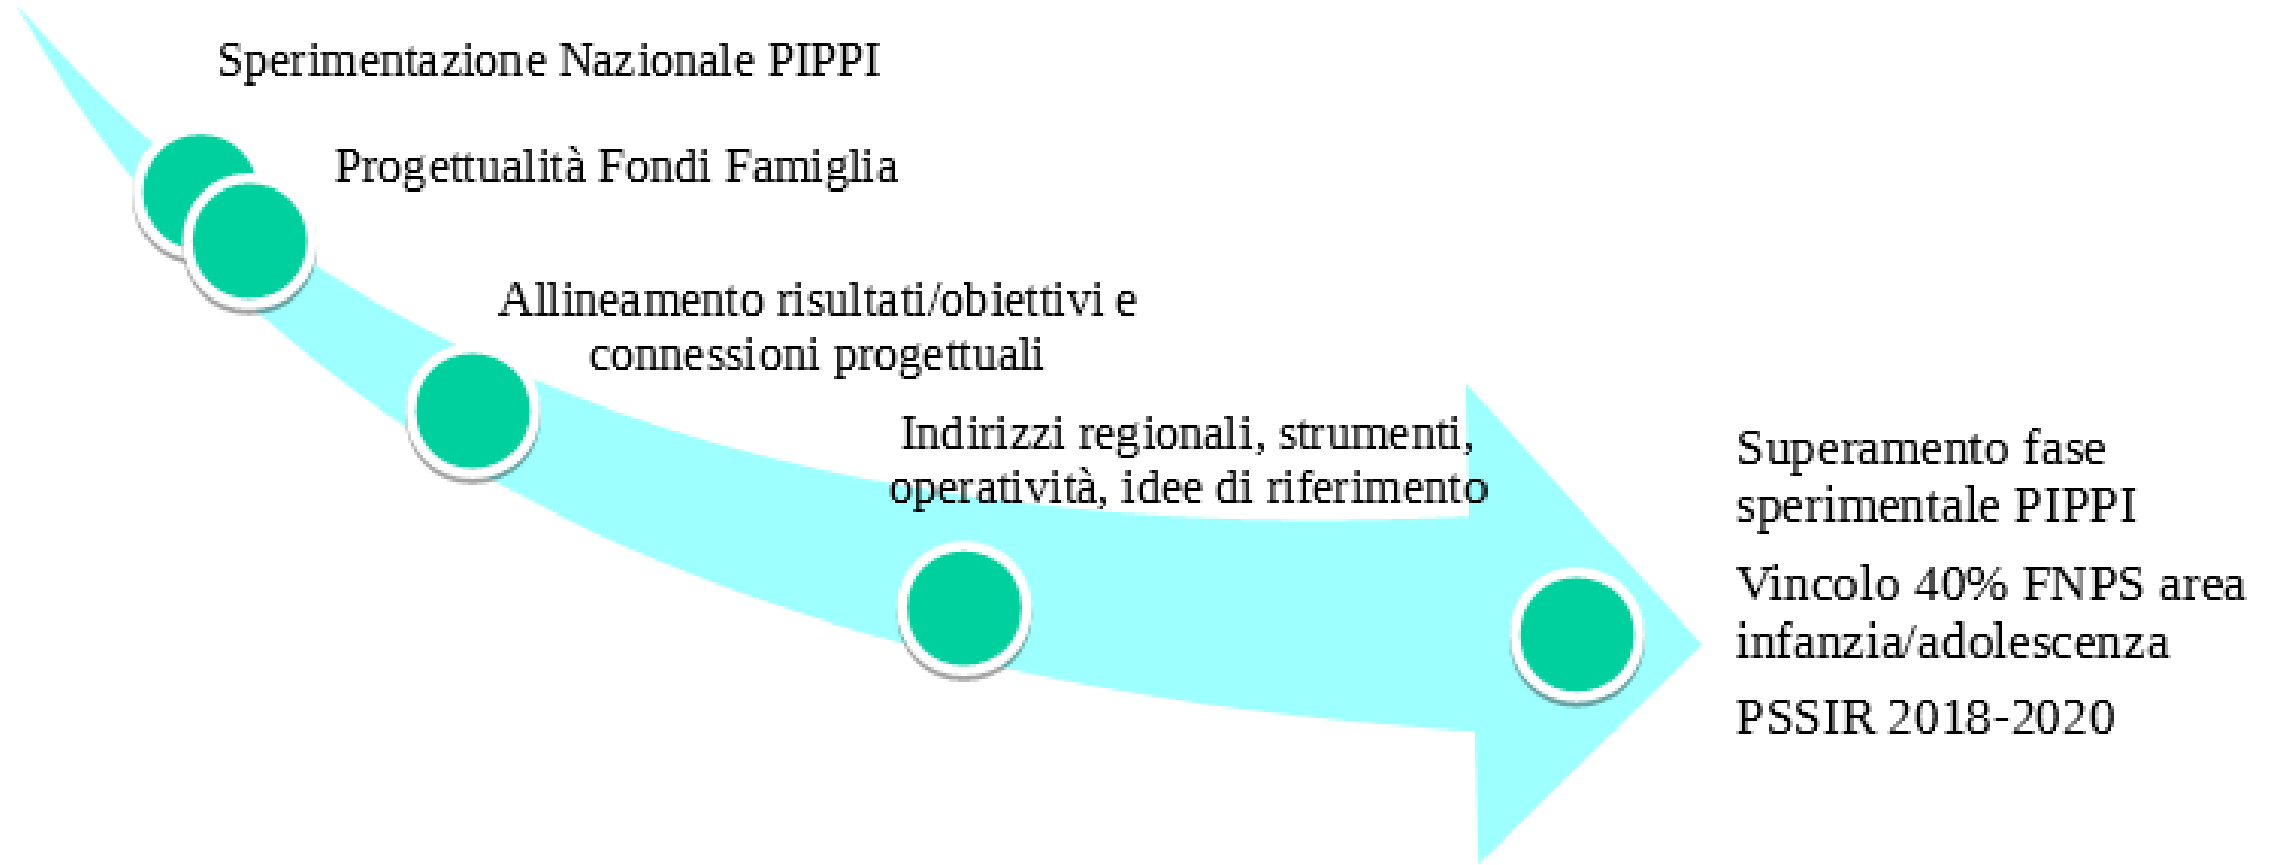 Sperimentazione Nazionale PIPPI
Progettualità Fondi Famiglia
Allineamento risultati/obiettivi e
connessioni progettuali
Indirizzi regionali, strumenti,
operatività, idee di riferimento
Superamento fase
sperimentale PIPPI
Vincolo 40% FNPS area
infanzia/adolescenza
PSSIR 2018-2020